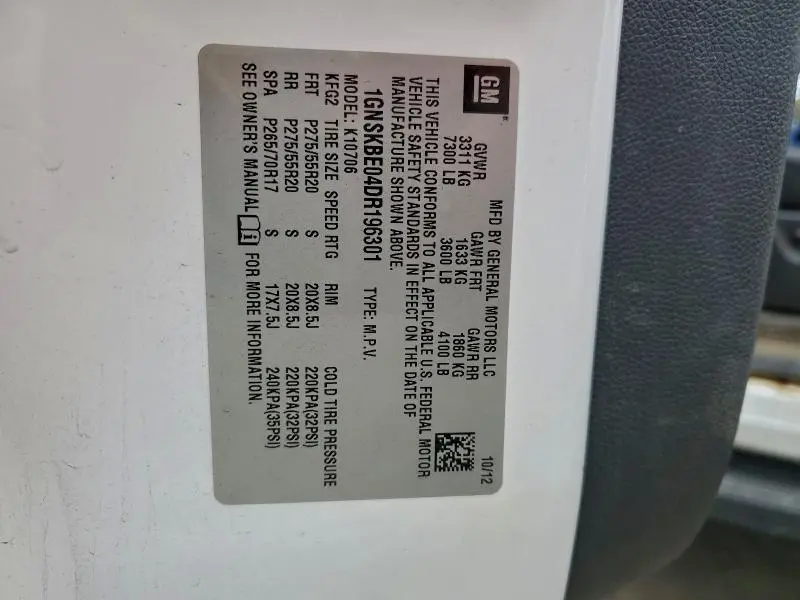 GM®
MFD BY GENERAL MOTORS LLC 10/12
GVWR GAWR FRT GAWR RR
3311 KG 1633 KG 1860 KG
7300 LB 3600 LB 4100 LB
THIS VEHICLE CONFORMS TO ALL APPLICABLE U.S. FEDERAL MOTOR
VEHICLE SAFETY STANDARDS IN EFFECT ON THE DATE OF
MANUFACTURE SHOWN ABOVE.
1GNSKBE04DR196301 TYPE: M.P.V.
MODEL: K10706
KFG2 TIRE SIZE SPEED RTG RIM COLD TIRE PRESSURE
FRT P275/55R20 S 20X8.5J 220KPA(32PSI)
RR P275/55R20 S 20X8.5J 220KPA(32PSI)
SPA P265/70R17 S 17X7.5J 240KPA(35PSI)
SEE OWNER'S MANUAL FOR MORE INFORMATION.